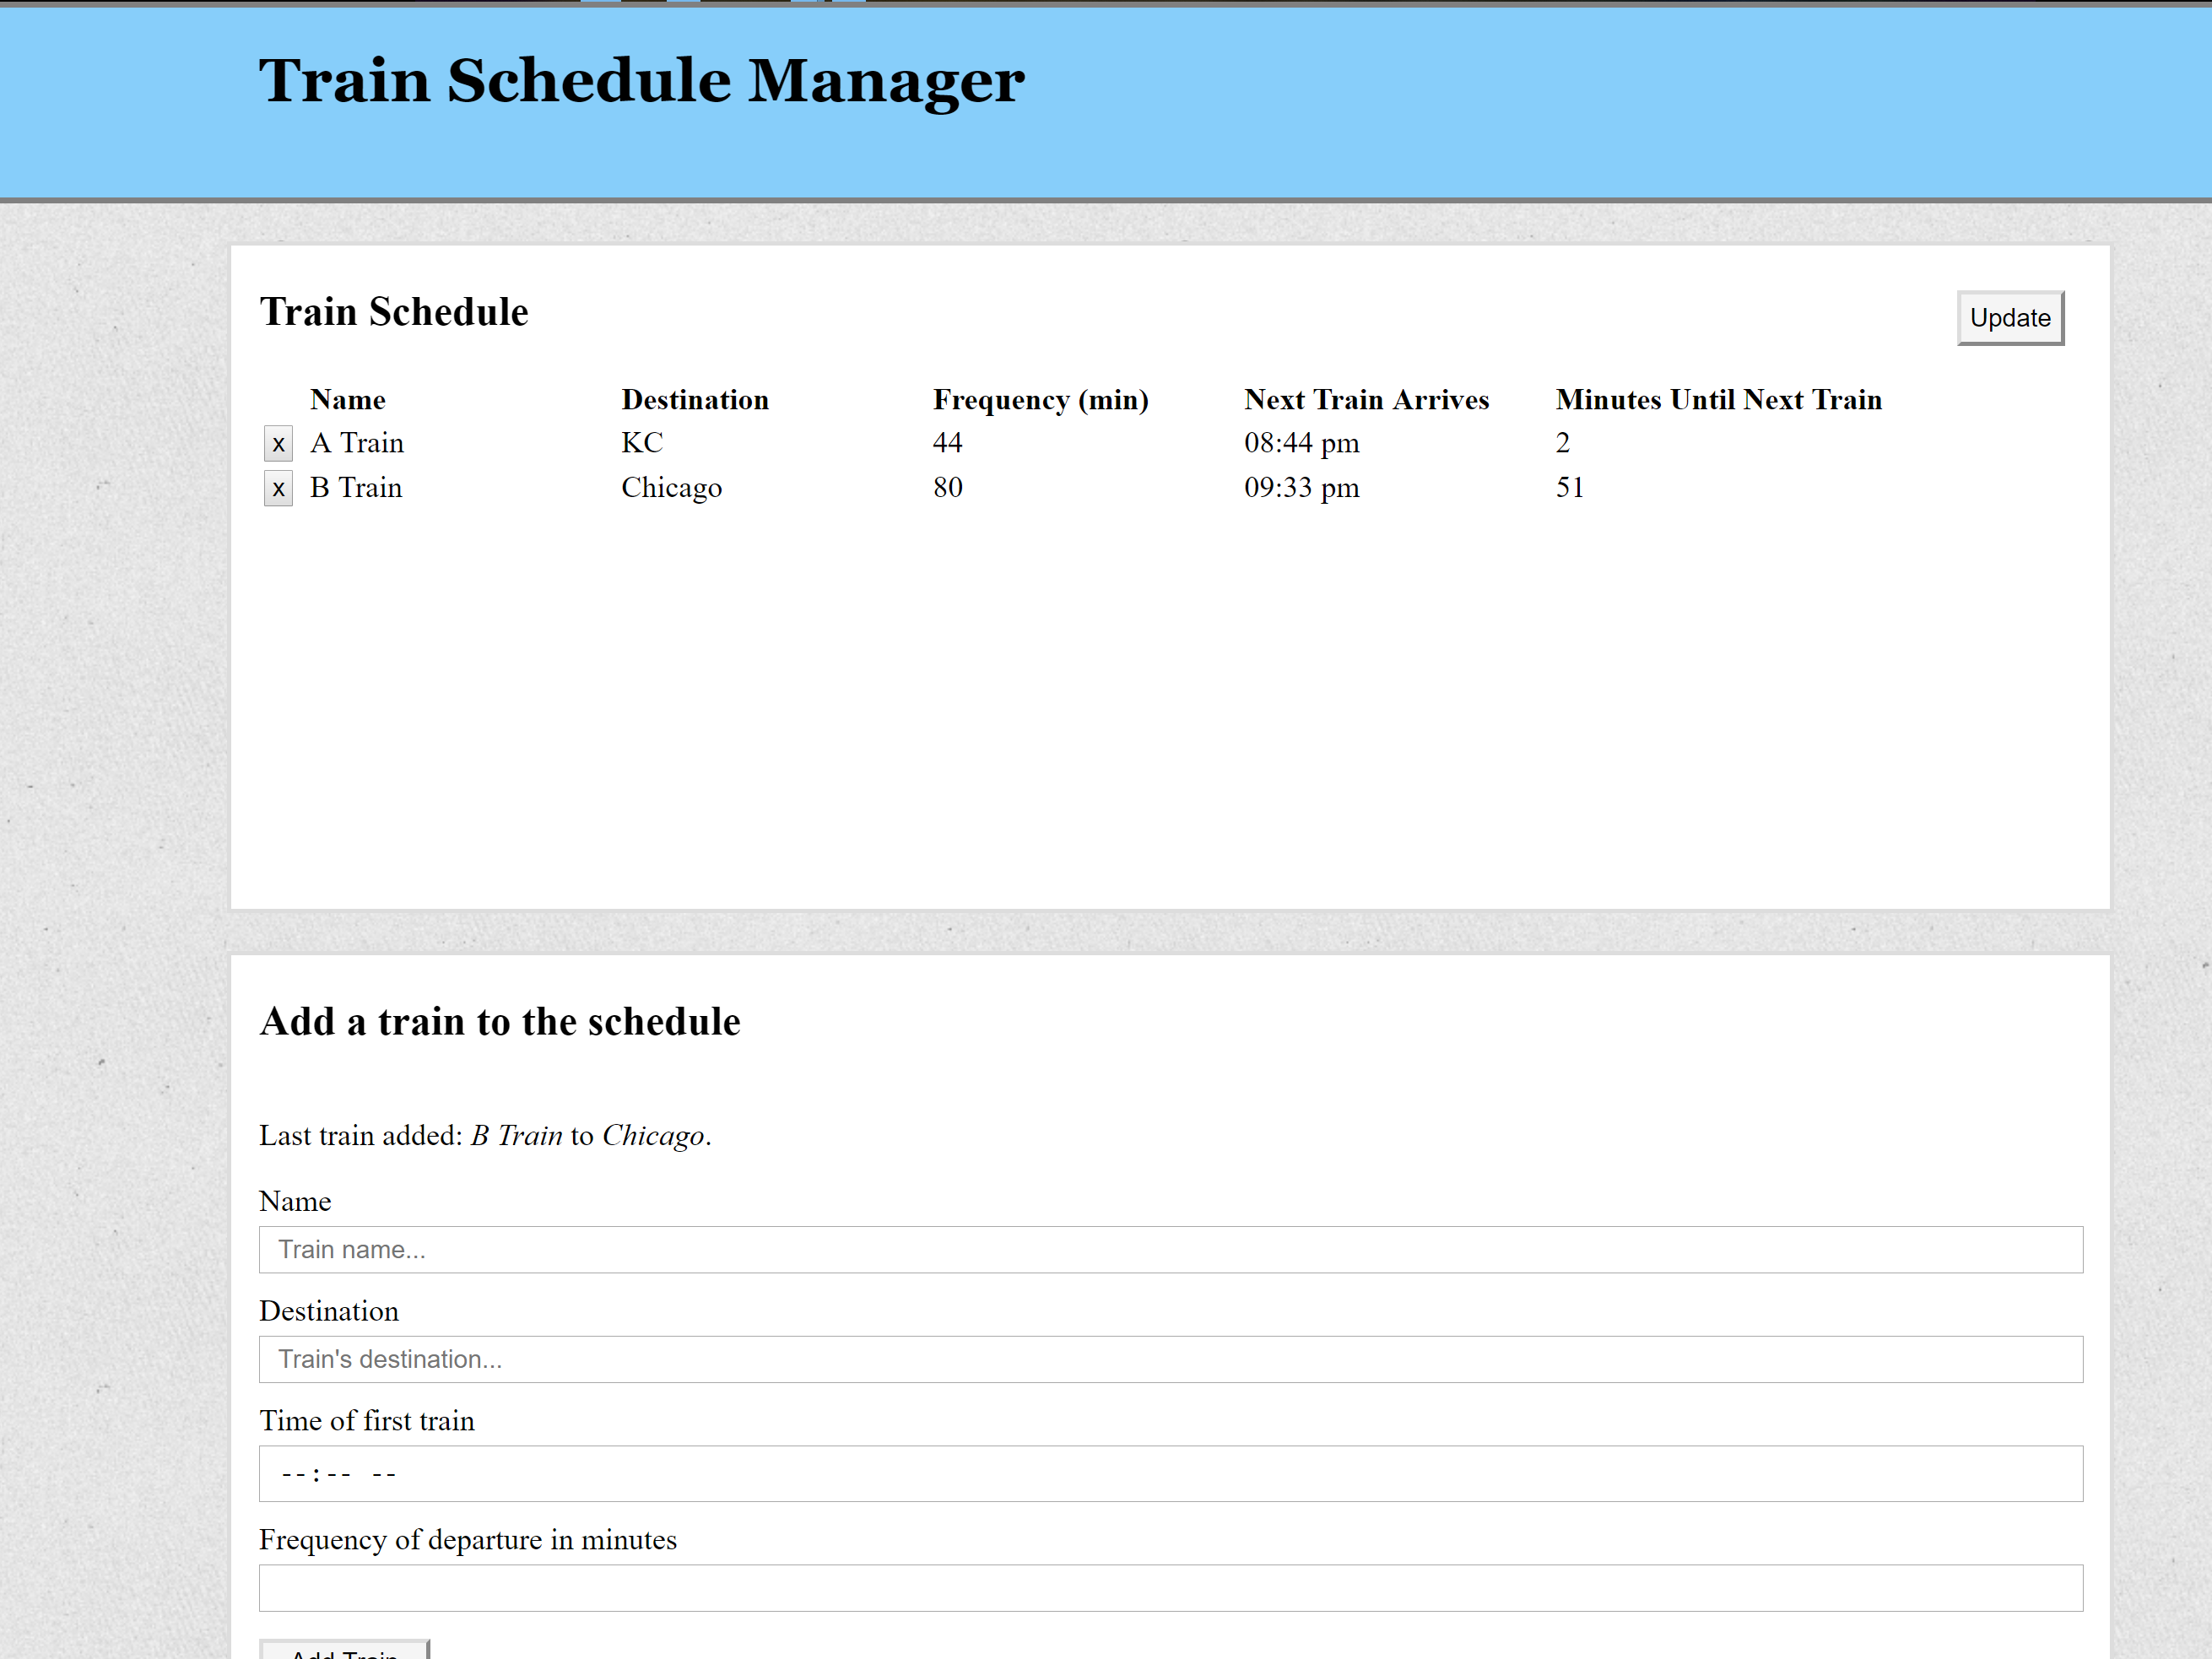 Train Schedule Manager
Train Schedule
Update
Name Destination Frequency (min) Next Train Arrives Minutes Until Next Train
x A Train KC 44 08:44 pm 2
x B Train Chicago 80 09:33 pm 51
Add a train to the schedule
Last train added: B Train to Chicago.
Name
Train name...
Destination
Train's destination...
Time of first train
--:-- --
Frequency of departure in minutes
Add Train